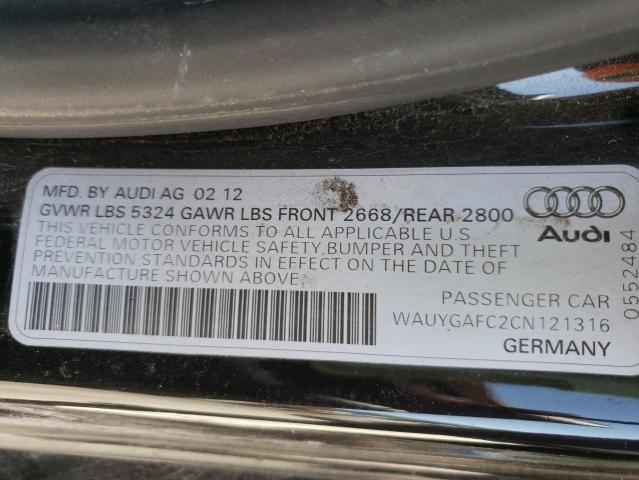 MFD. BY AUDI AG 02 12
GVWR LBS 5324 GAWR LBS FRONT 2668/REAR 2800
THIS VEHICLE CONFORMS TO ALL APPLICABLE U.S
FEDERAL MOTOR VEHICLE SAFETY, BUMPER AND THEFT
PREVENTION STANDARDS IN EFFECT ON THE DATE OF
MANUFACTURE SHOWN ABOVE.
Audi
PASSENGER CAR
WAUYGAFC2CN121316
GERMANY
0552484